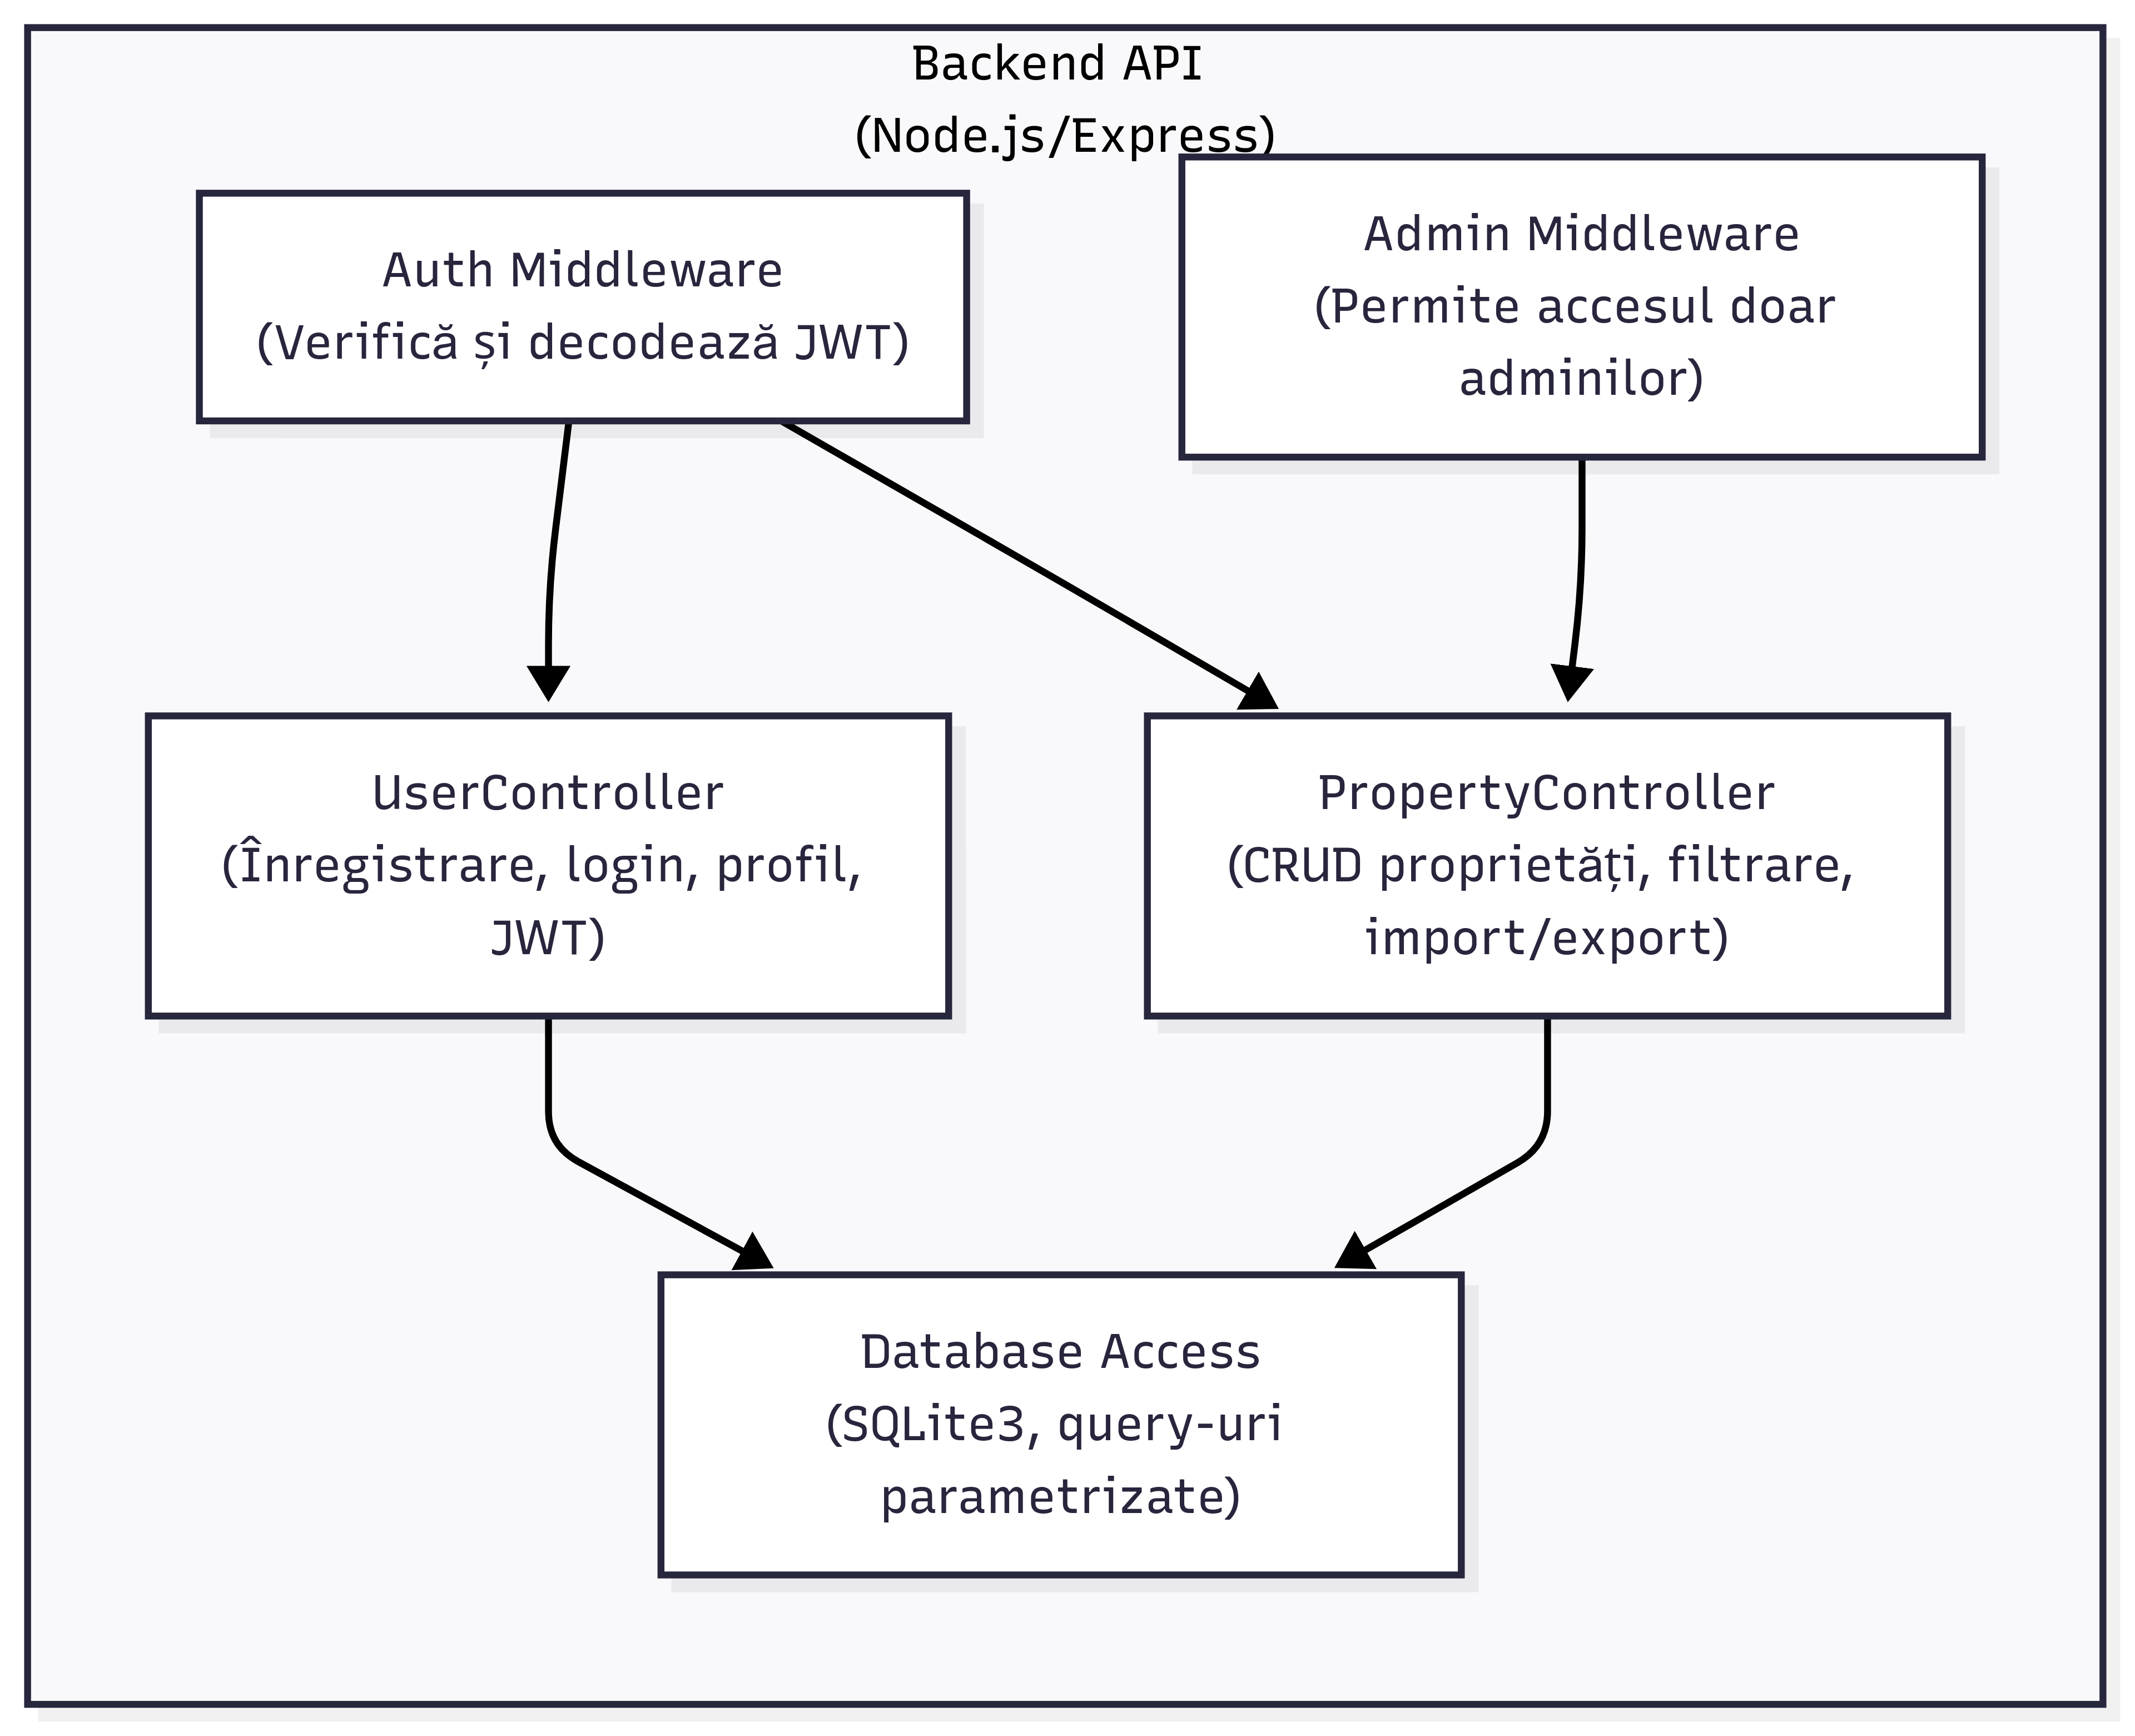 Backend API
(Node.js/Express)
Auth Middleware
(Verifică și decodează JWT)
Admin Middleware
(Permite accesul doar
adminilor)
UserController
(Înregistrare, login, profil,
JWT)
PropertyController
(CRUD proprietăți, filtrare,
import/export)
Database Access
(SQLite3, query-uri
parametrizate)